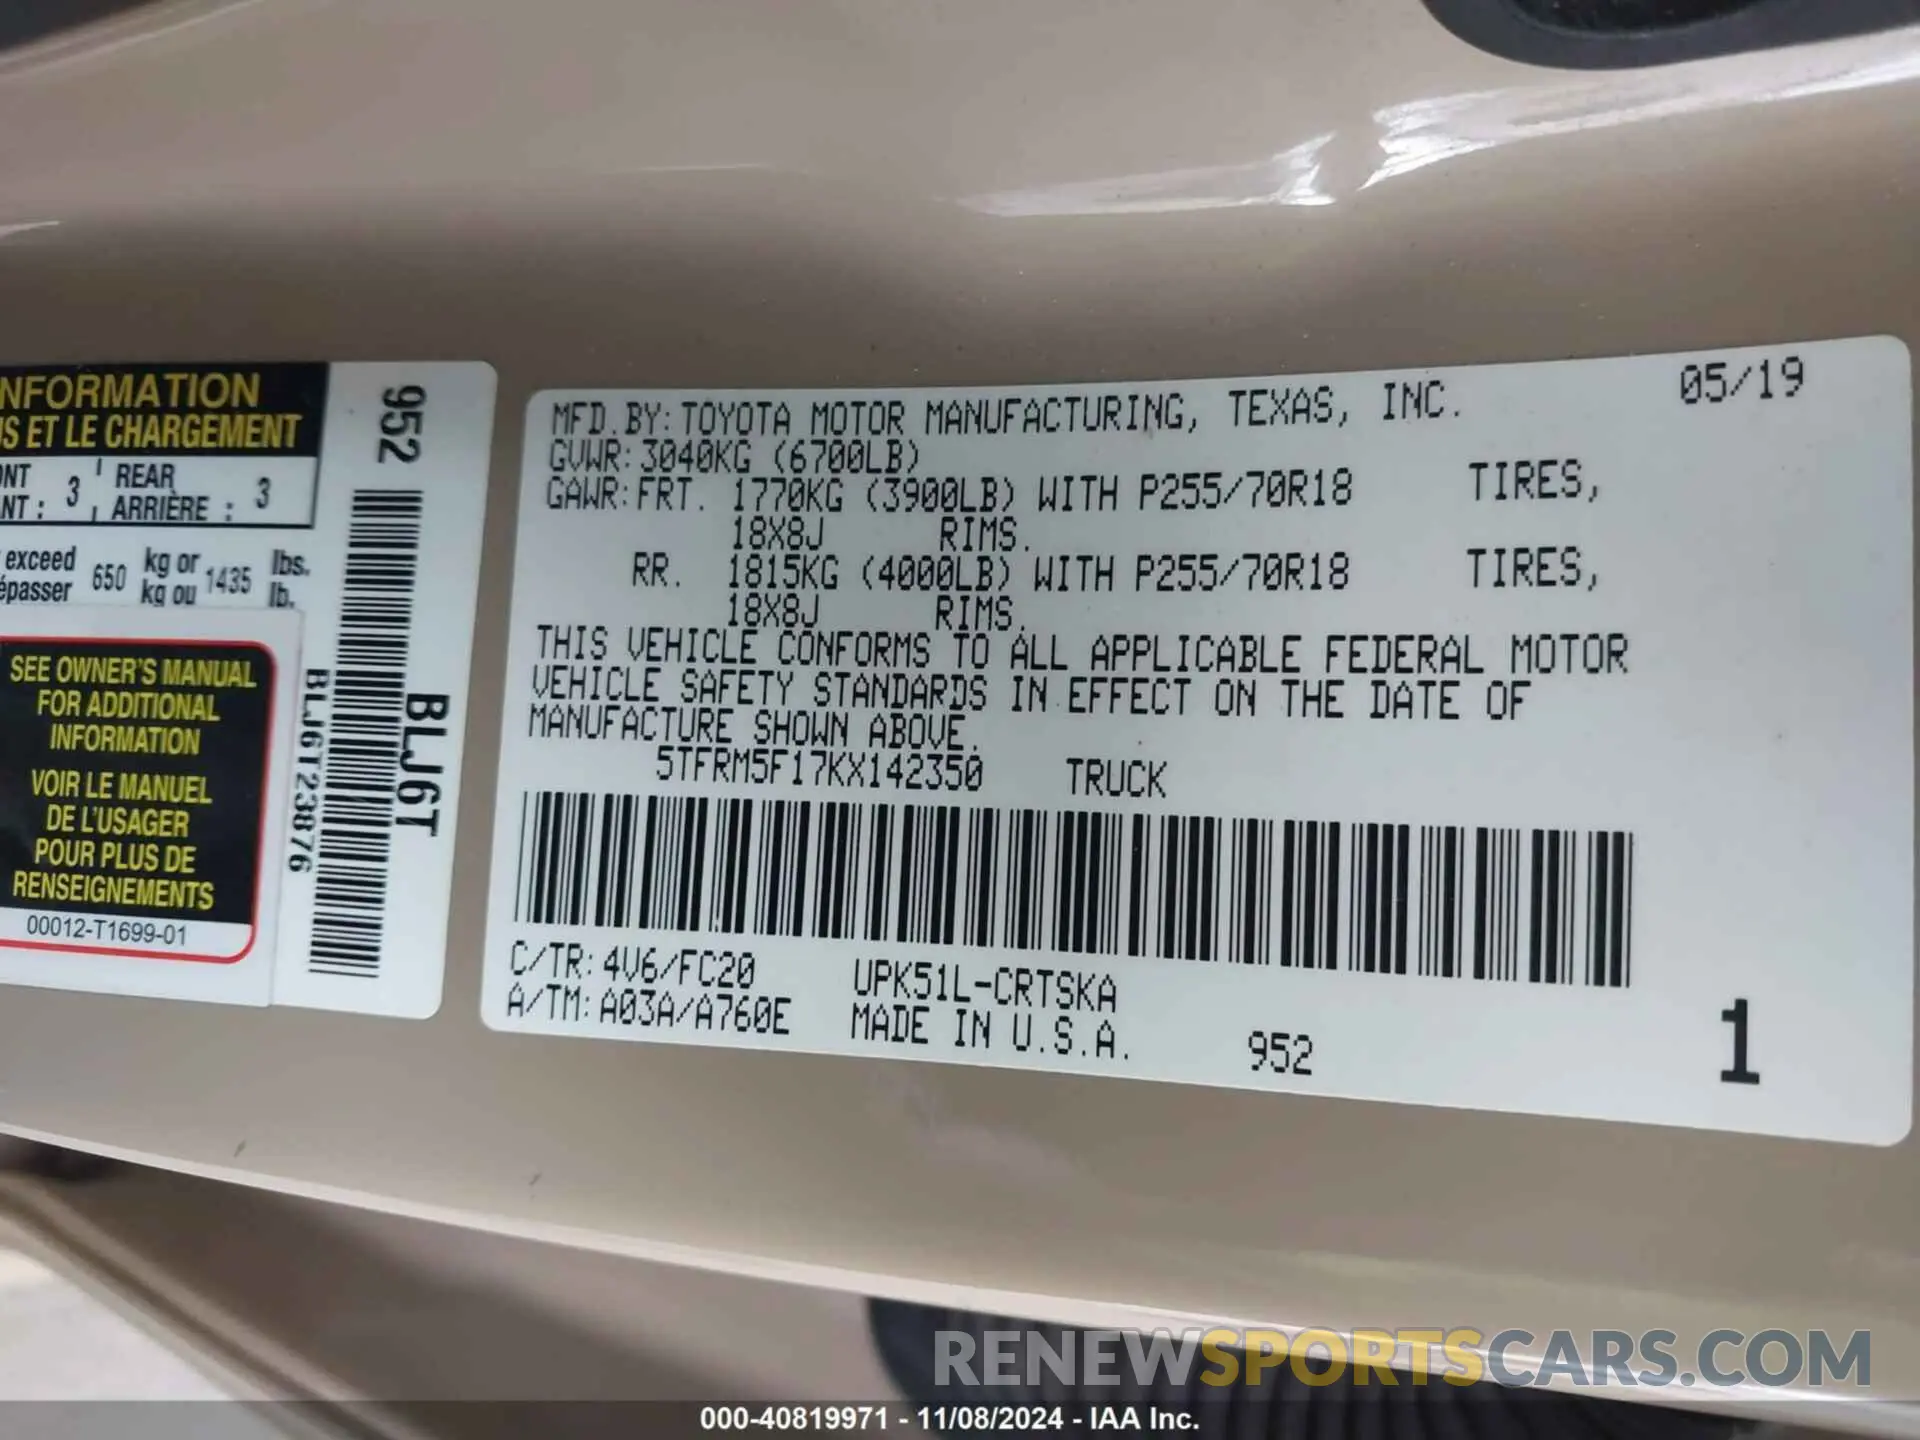 NFORMATION
S ET LE CHARGEMENT
REAR
3 ARRIÈRE : 3
exceed 650 kg or 1435 lbs.
kg ou lb.
SEE OWNER'S MANUAL
FOR ADDITIONAL
INFORMATION
VOIR LE MANUEL
DE L'USAGER
POUR PLUS DE
RENSEIGNEMENTS
00012-T1699-01
952
BLJ6T
BLJ6T23876
MFD.BY:TOYOTA MOTOR MANUFACTURING, TEXAS, INC. 05/19
GVWR:3040KG (6700LB)
GAWR:FRT. 1770KG (3900LB) WITH P255/70R18 TIRES,
18X8J RIMS.
RR. 1815KG (4000LB) WITH P255/70R18 TIRES,
18X8J RIMS.
THIS VEHICLE CONFORMS TO ALL APPLICABLE FEDERAL MOTOR
VEHICLE SAFETY STANDARDS IN EFFECT ON THE DATE OF
MANUFACTURE SHOWN ABOVE.
5TFRM5F17KX142350 TRUCK
C/TR:4V6/FC20 UPK51L-CRTSKA
A/TM:A03A/A760E MADE IN U.S.A. 952 1
RENEWSPORTSCARS.COM
000-40819971 - 11/08/2024 - IAA Inc.